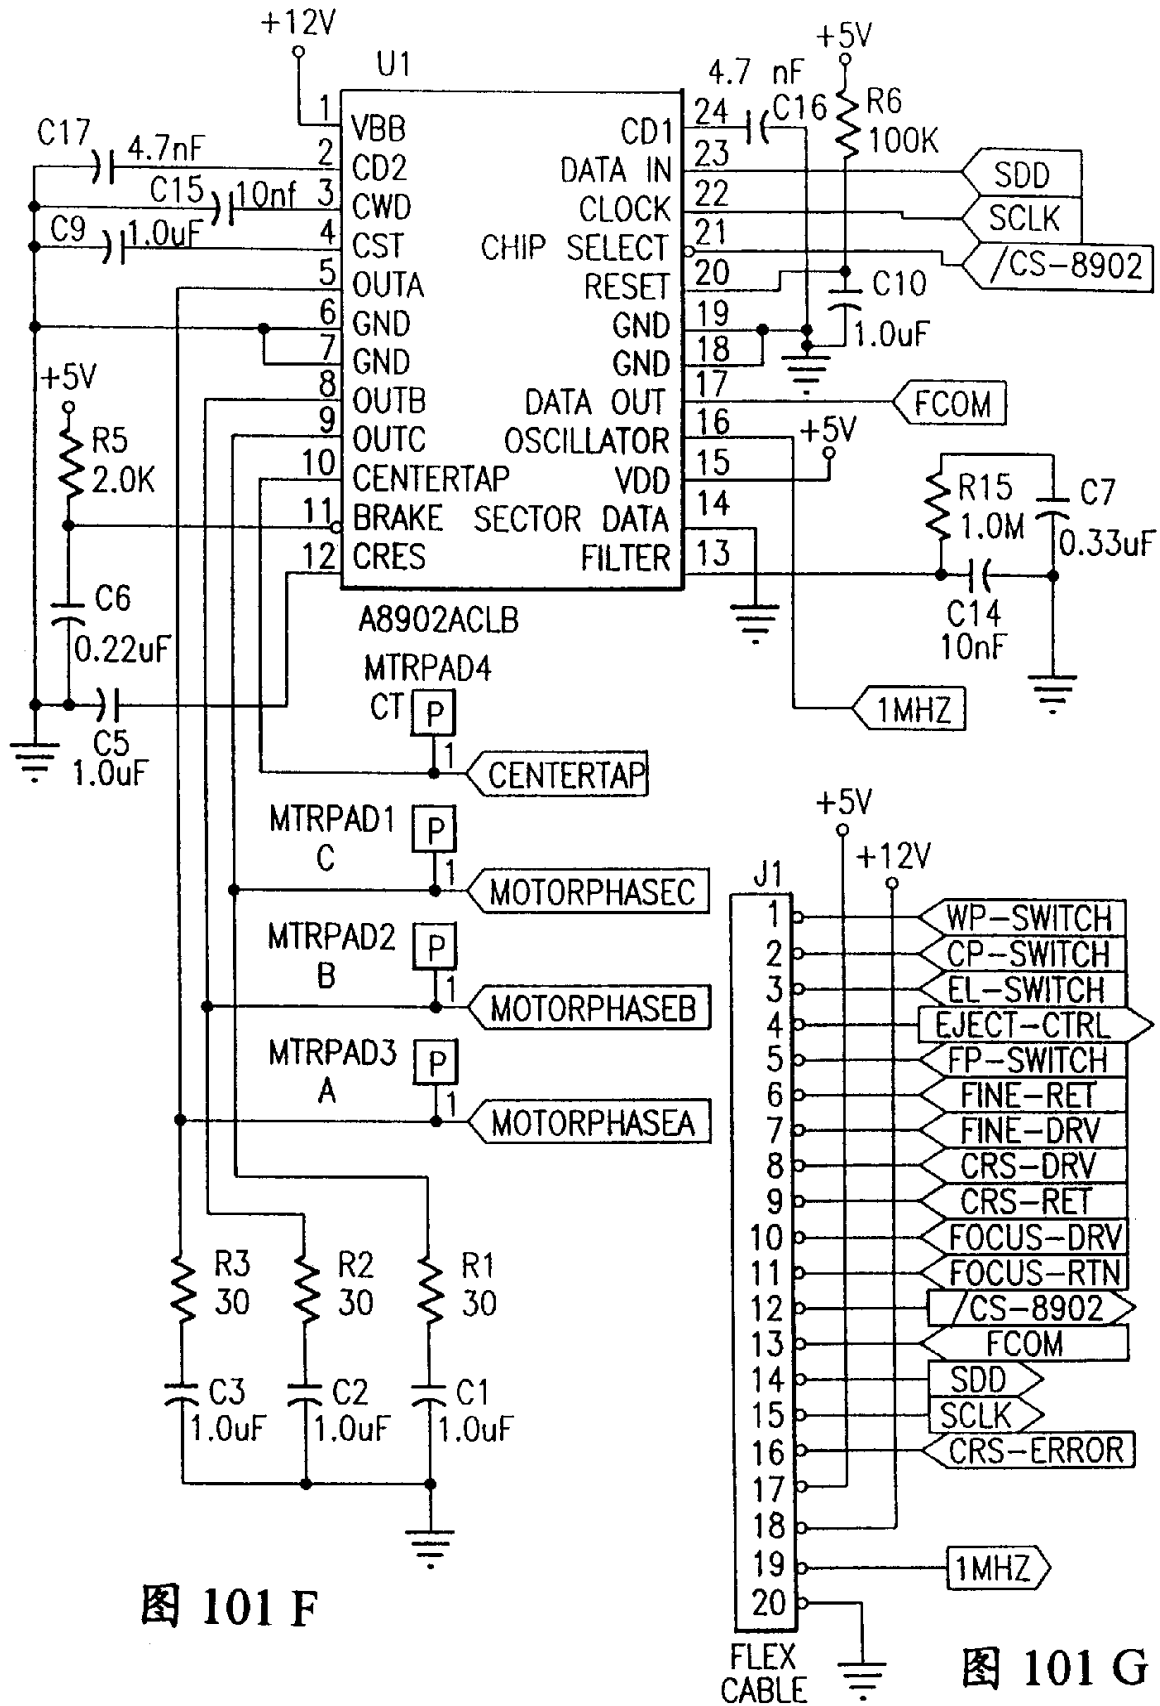 +12V
U1
+5V
4.7 nF
C16
R6
100K
C17
4.7nF
C15
10nf
C9
1.0uF
1
VBB
2
CD2
3
CWD
4
CST
5
OUTA
6
GND
7
GND
8
OUTB
9
OUTC
10
CENTERTAP
11
BRAKE
12
CRES
CD1
24
DATA IN
23
CLOCK
22
CHIP SELECT
21
RESET
20
GND
19
GND
18
DATA OUT
17
OSCILLATOR
16
VDD
15
SECTOR DATA
14
FILTER
13
SDD
SCLK
/CS-8902
C10
1.0uF
FCOM
+5V
+5V
R5
2.0K
R15
1.0M
C7
0.33uF
C14
10nF
C6
0.22uF
C5
1.0uF
A8902ACLB
1MHZ
MTRPAD4
CT
P
1
CENTERTAP
MTRPAD1
C
P
1
MOTORPHASEC
MTRPAD2
B
P
1
MOTORPHASEB
MTRPAD3
A
P
1
MOTORPHASEA
R3
30
R2
30
R1
30
C3
1.0uF
C2
1.0uF
C1
1.0uF
图 101 F
+5V
+12V
J1
1
WP-SWITCH
2
CP-SWITCH
3
EL-SWITCH
4
EJECT-CTRL
5
FP-SWITCH
6
FINE-RET
7
FINE-DRV
8
CRS-DRV
9
CRS-RET
10
FOCUS-DRV
11
FOCUS-RTN
12
/CS-8902
13
FCOM
14
SDD
15
SCLK
16
CRS-ERROR
17
18
19
1MHZ
20
FLEX
CABLE
图 101 G